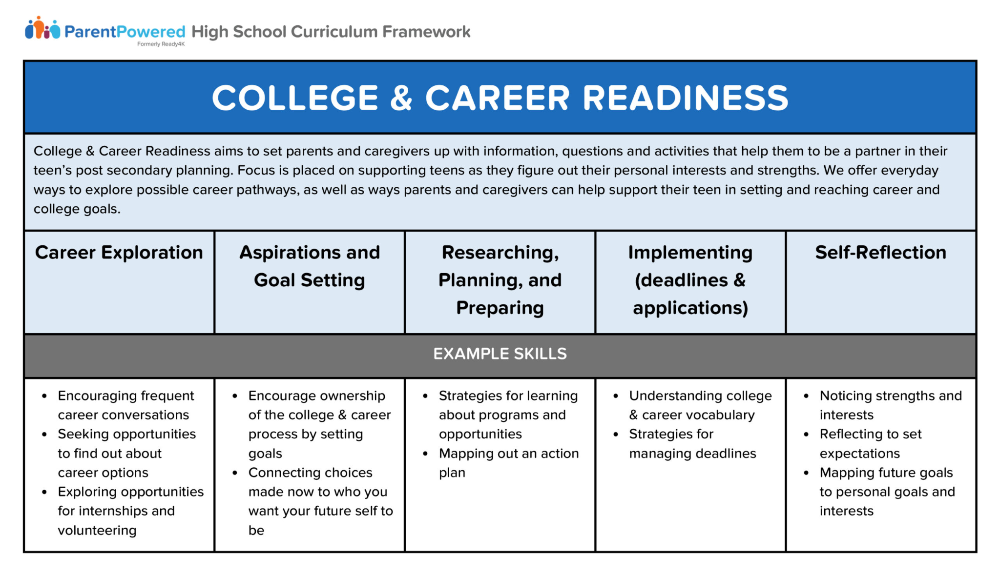 ParentPowered High School Curriculum Framework
Formerly Ready4K
COLLEGE & CAREER READINESS
College & Career Readiness aims to set parents and caregivers up with information, questions and activities that help them to be a partner in their
teen’s post secondary planning. Focus is placed on supporting teens as they figure out their personal interests and strengths. We offer everyday
ways to explore possible career pathways, as well as ways parents and caregivers can help support their teen in setting and reaching career and
college goals.
Career Exploration
Aspirations and
Goal Setting
Researching,
Planning, and
Preparing
Implementing
(deadlines &
applications)
Self-Reflection
EXAMPLE SKILLS
• Encouraging frequent
career conversations
• Seeking opportunities
to find out about
career options
• Exploring opportunities
for internships and
volunteering
• Encourage ownership
of the college & career
process by setting
goals
• Connecting choices
made now to who you
want your future self to
be
• Strategies for learning
about programs and
opportunities
• Mapping out an action
plan
• Understanding college
& career vocabulary
• Strategies for
managing deadlines
• Noticing strengths and
interests
• Reflecting to set
expectations
• Mapping future goals
to personal goals and
interests